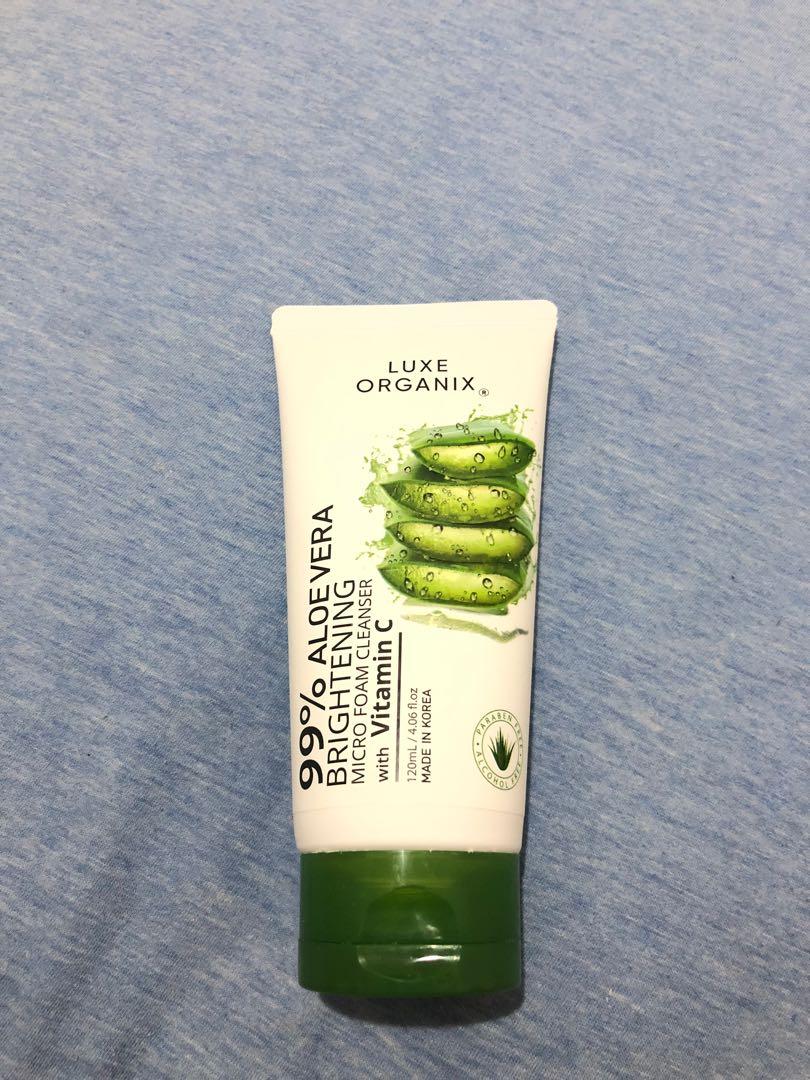 LUXE
ORGANIX®
99% ALOE VERA
BRIGHTENING
MICRO FOAM CLEANSER
with Vitamin C
120mL / 4.06 fl.oz
MADE IN KOREA
PARABEN FREE • ALCOHOL FREE •